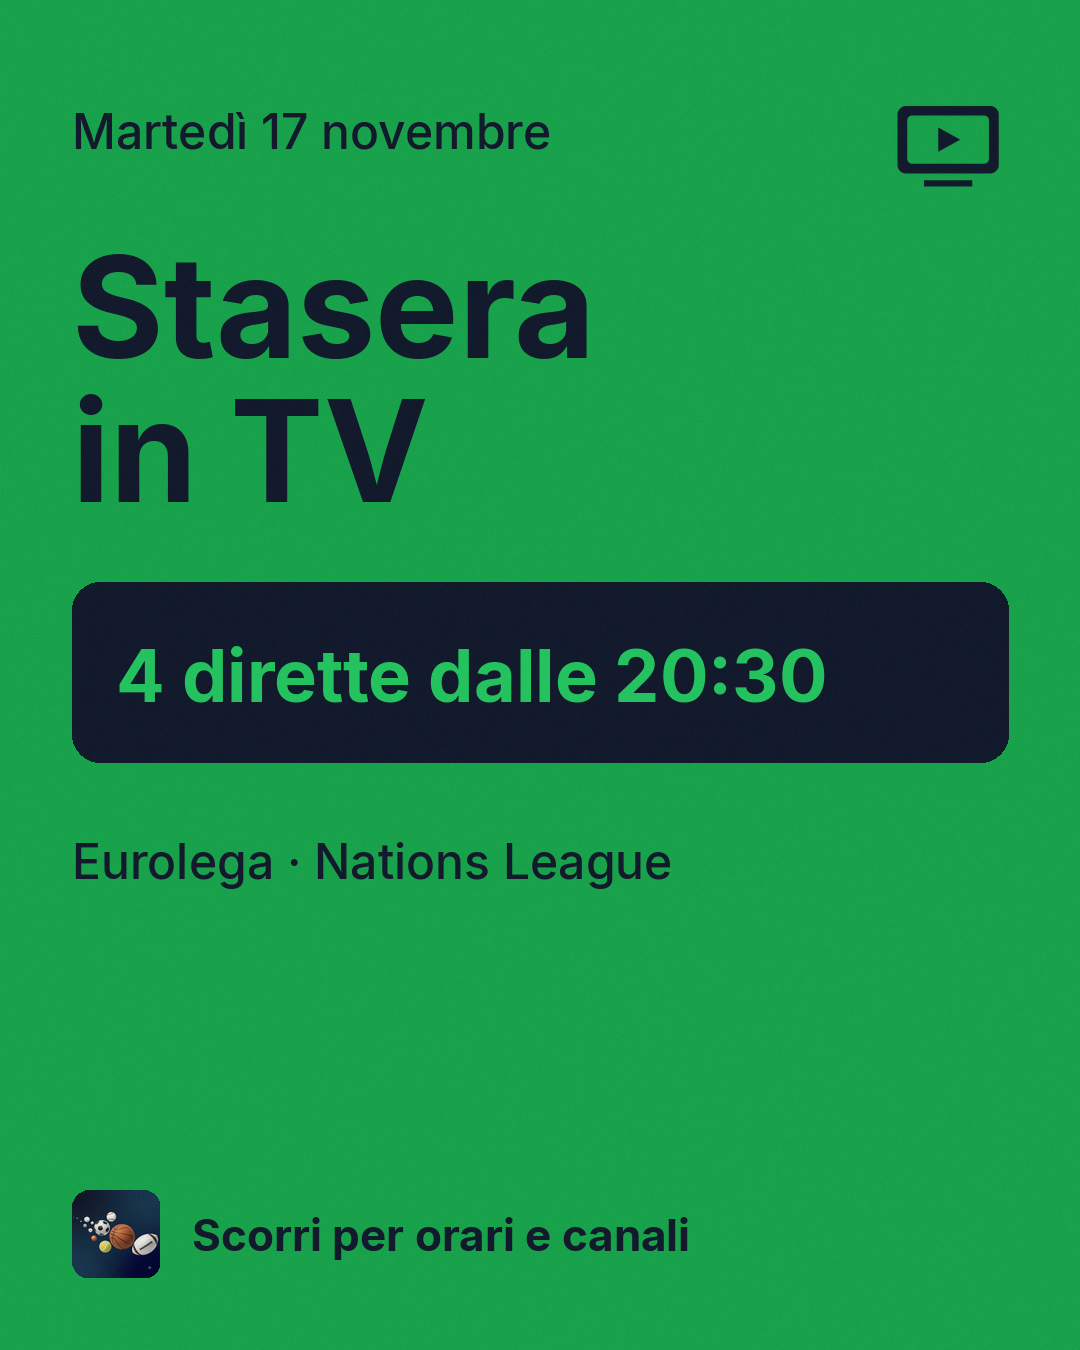 Martedì 17 novembre
Stasera
in TV
4 dirette dalle 20:30
Eurolega · Nations League
Scorri per orari e canali